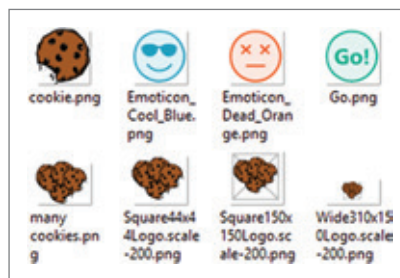 Go!
cookie.png
Emoticon_
Cool_Blue.
png
Emoticon_
Dead_Oran
ge.png
Go.png
many
cookies.pn
g
Square44x4
4Logo.scale
-200.png
Square150x
150Logo.sc
ale-200.png
Wide310x15
0Logo.scale
-200.png